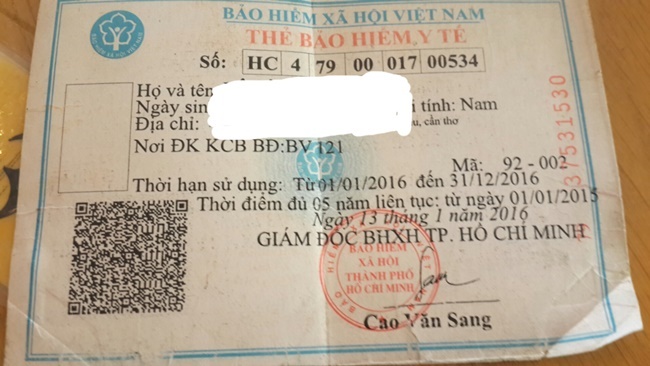 BẢO HIỂM XÃ HỘI VIỆT NAM
THẺ BẢO HIỂM Y TẾ
Số: HC 4 79 00 017 00534
Họ và tên
Ngày sin i tính: Nam
Địa chỉ: cần thơ
Nơi ĐK KCB BĐ:BV 121
Mã: 92 - 002
Thời hạn sử dụng: Từ 01/01/2016 đến 31/12/2016
Thời điểm đủ 05 năm liên tục: từ ngày 01/01/2015
Ngày 13 tháng 1 năm 2016
GIÁM ĐỐC BHXH TP. HỒ CHÍ MINH
BẢO HIỂM
XÃ HỘI
THÀNH PHỐ
HỒ CHÍ MINH
Cao Văn Sang